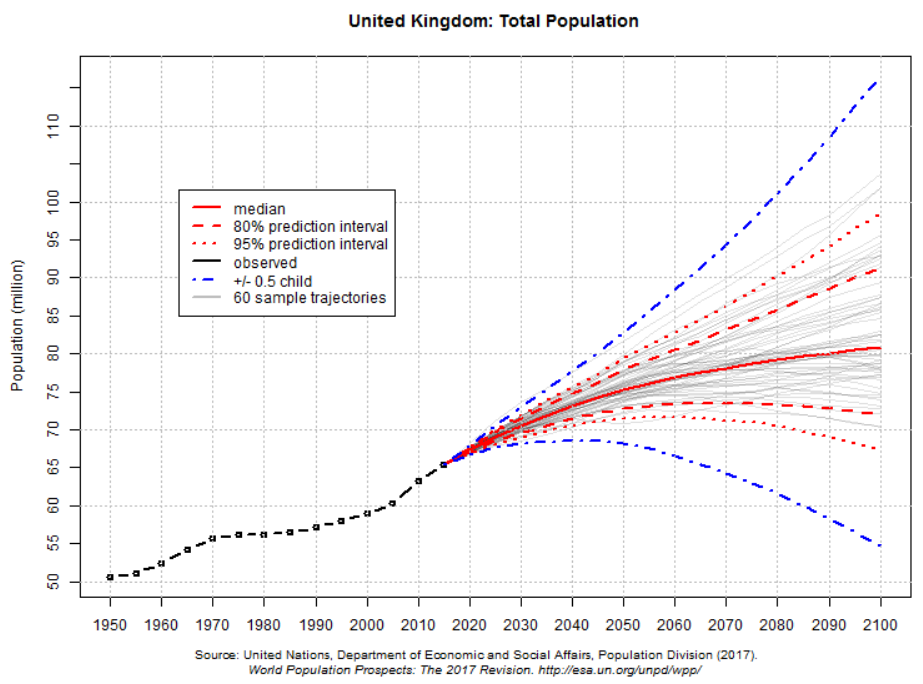 United Kingdom: Total Population
Population (million)
110
100
95
90
85
80
75
70
65
60
55
50
median
80% prediction interval
95% prediction interval
observed
+/- 0.5 child
60 sample trajectories
1950 1960 1970 1980 1990 2000 2010 2020 2030 2040 2050 2060 2070 2080 2090 2100
Source: United Nations, Department of Economic and Social Affairs, Population Division (2017).
World Population Prospects: The 2017 Revision. http://esa.un.org/unpd/wpp/